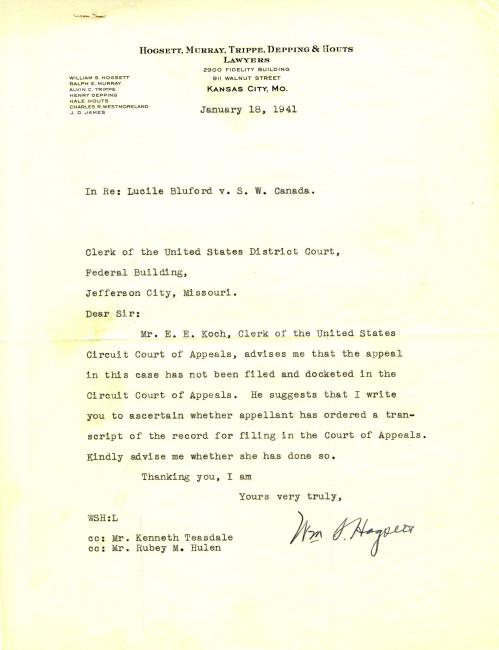 HOGSETT, MURRAY, TRIPPE, DEPPING & HOUTS
LAWYERS
2900 FIDELITY BUILDING
911 WALNUT STREET
KANSAS CITY, MO.
WILLIAM S. HOGSETT
RALPH E. MURRAY
ALVIN C. TRIPPE
HENRY DEPPING
HALE HOUTS
CHARLES R. WESTMORELAND
J. D. JAMES
January 18, 1941
In Re: Lucile Bluford v. S. W. Canada.
Clerk of the United States District Court,
Federal Building,
Jefferson City, Missouri.
Dear Sir:
Mr. E. E. Koch, Clerk of the United States
Circuit Court of Appeals, advises me that the appeal
in this case has not been filed and docketed in the
Circuit Court of Appeals. He suggests that I write
you to ascertain whether appellant has ordered a tran-
script of the record for filing in the Court of Appeals.
Kindly advise me whether she has done so.
Thanking you, I am
Yours very truly,
WSH:L
Wm S. Hogsett
cc: Mr. Kenneth Teasdale
cc: Mr. Rubey M. Hulen